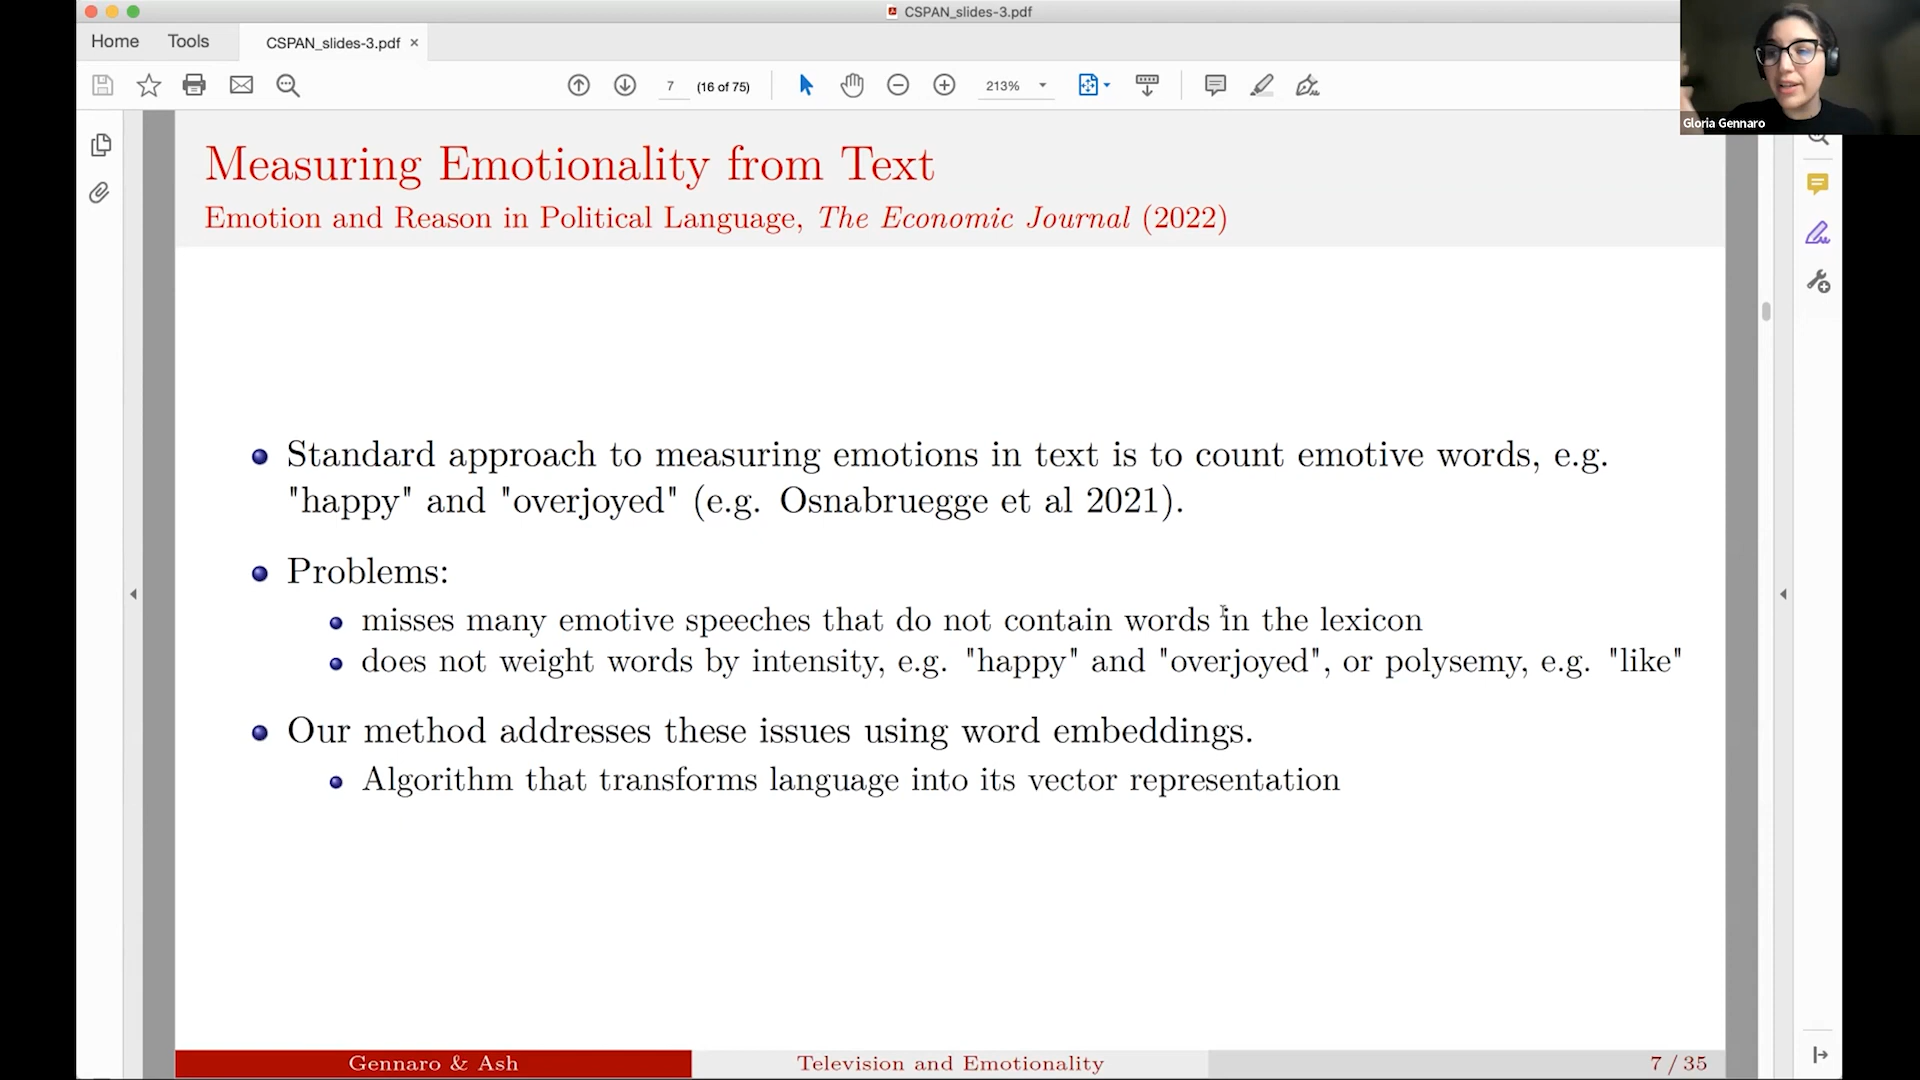 CSPAN_slides-3.pdf
Home Tools CSPAN_slides-3.pdf ×
7 (16 of 75) 213%
Gloria Gennaro
Measuring Emotionality from Text
Emotion and Reason in Political Language, The Economic Journal (2022)
Standard approach to measuring emotions in text is to count emotive words, e.g.
"happy" and "overjoyed" (e.g. Osnabruegge et al 2021).
Problems:
misses many emotive speeches that do not contain words in the lexicon
does not weight words by intensity, e.g. "happy" and "overjoyed", or polysemy, e.g. "like"
Our method addresses these issues using word embeddings.
Algorithm that transforms language into its vector representation
Gennaro & Ash Television and Emotionality 7 / 35